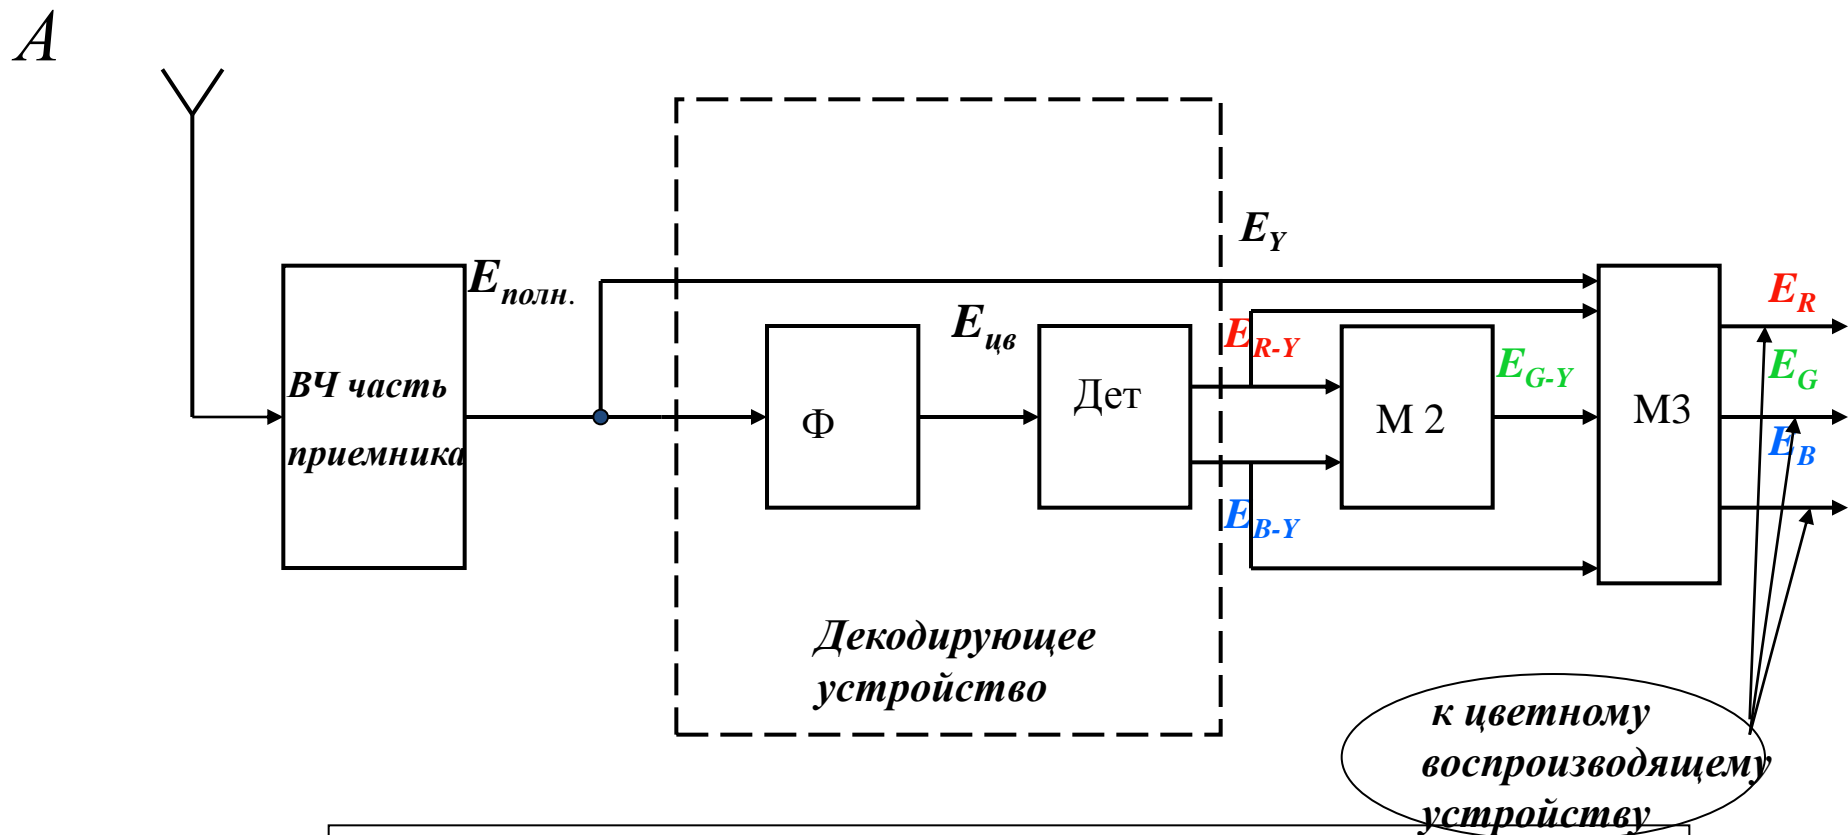 A
E_Y
E_полн.
E_R
E_цв
E_R-Y
E_G-Y
E_G
ВЧ часть
приемника
Ф
Дет
М 2
М3
E_B
E_B-Y
Декодирующее
устройство
к цветному
воспроизводящему
устройству